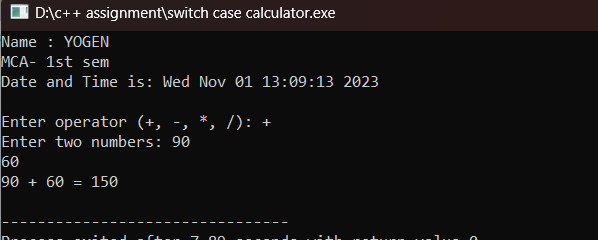 D:\c++ assignment\switch case calculator.exe
Name : YOGEN
MCA- 1st sem
Date and Time is: Wed Nov 01 13:09:13 2023
Enter operator (+, -, *, /): +
Enter two numbers: 90
60
90 + 60 = 150
--------------------------------
Process exited after 7.89 seconds with return value 0